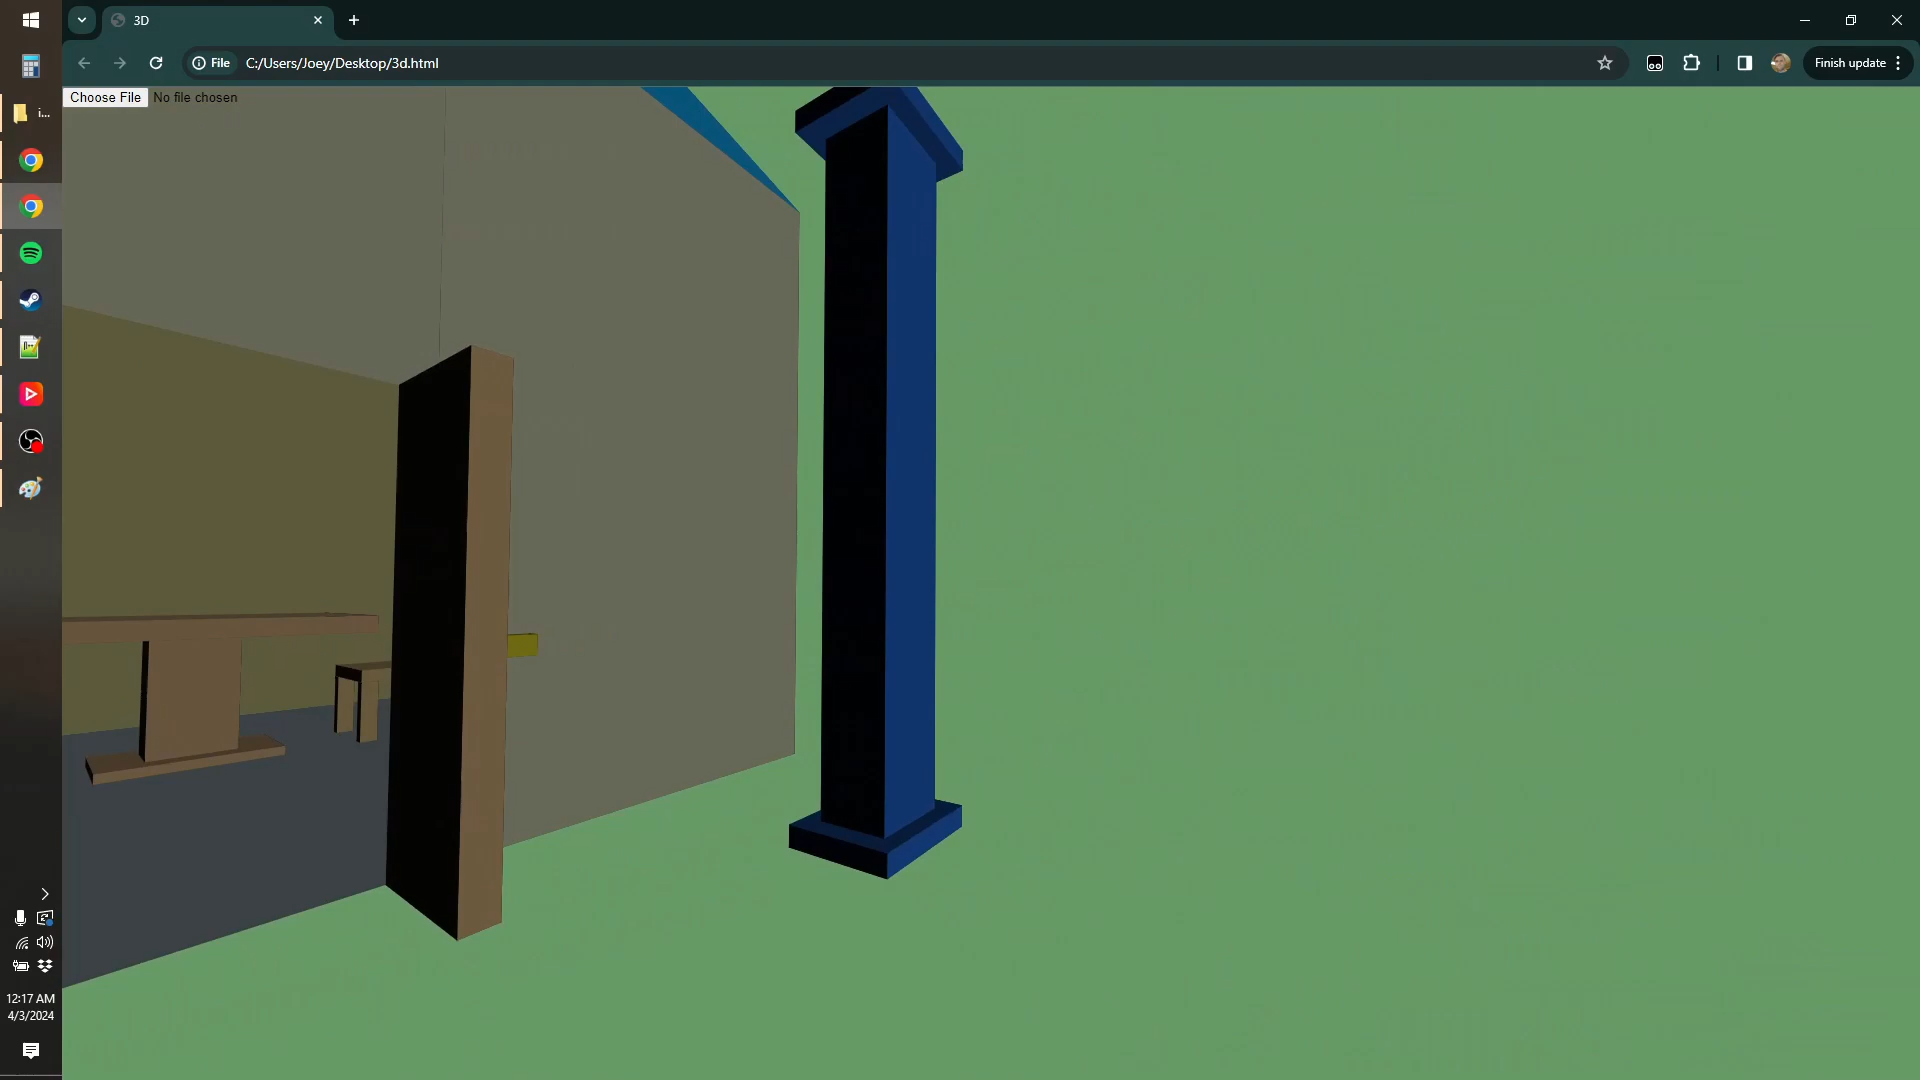 3D
File
C:/Users/Joey/Desktop/3d.html
Finish update
Choose File
No file chosen
i...
12:17 AM
4/3/2024